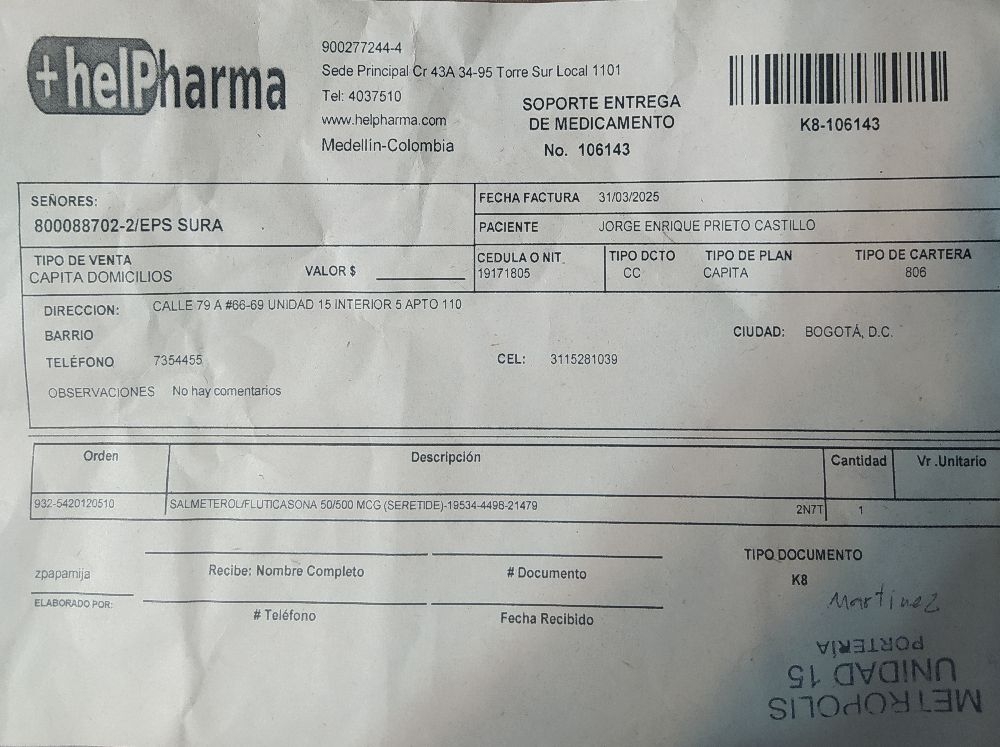 +helPharma
900277244-4
Sede Principal Cr 43A 34-95 Torre Sur Local 1101
Tel: 4037510
www.helpharma.com
Medellín-Colombia
SOPORTE ENTREGA
DE MEDICAMENTO
No. 106143
K8-106143
SEÑORES:
800088702-2/EPS SURA
FECHA FACTURA 31/03/2025
PACIENTE JORGE ENRIQUE PRIETO CASTILLO
TIPO DE VENTA
CAPITA DOMICILIOS
VALOR $
CEDULA O NIT.
19171805
TIPO DCTO
CC
TIPO DE PLAN
CAPITA
TIPO DE CARTERA
806
DIRECCION: CALLE 79 A #66-69 UNIDAD 15 INTERIOR 5 APTO 110
BARRIO
CIUDAD: BOGOTÁ, D.C.
TELÉFONO 7354455
CEL: 3115281039
OBSERVACIONES No hay comentarios
Orden Descripción Cantidad Vr .Unitario
932-5420120510 SALMETEROL/FLUTICASONA 50/500 MCG (SERETIDE)-19534-4498-21479 2N7T 1
TIPO DOCUMENTO
K8
zpapamija
ELABORADO POR:
Recibe: Nombre Completo
# Documento
# Teléfono
Fecha Recibido
Martinez
METROPOLIS
UNIDAD 15
PORTERÍA